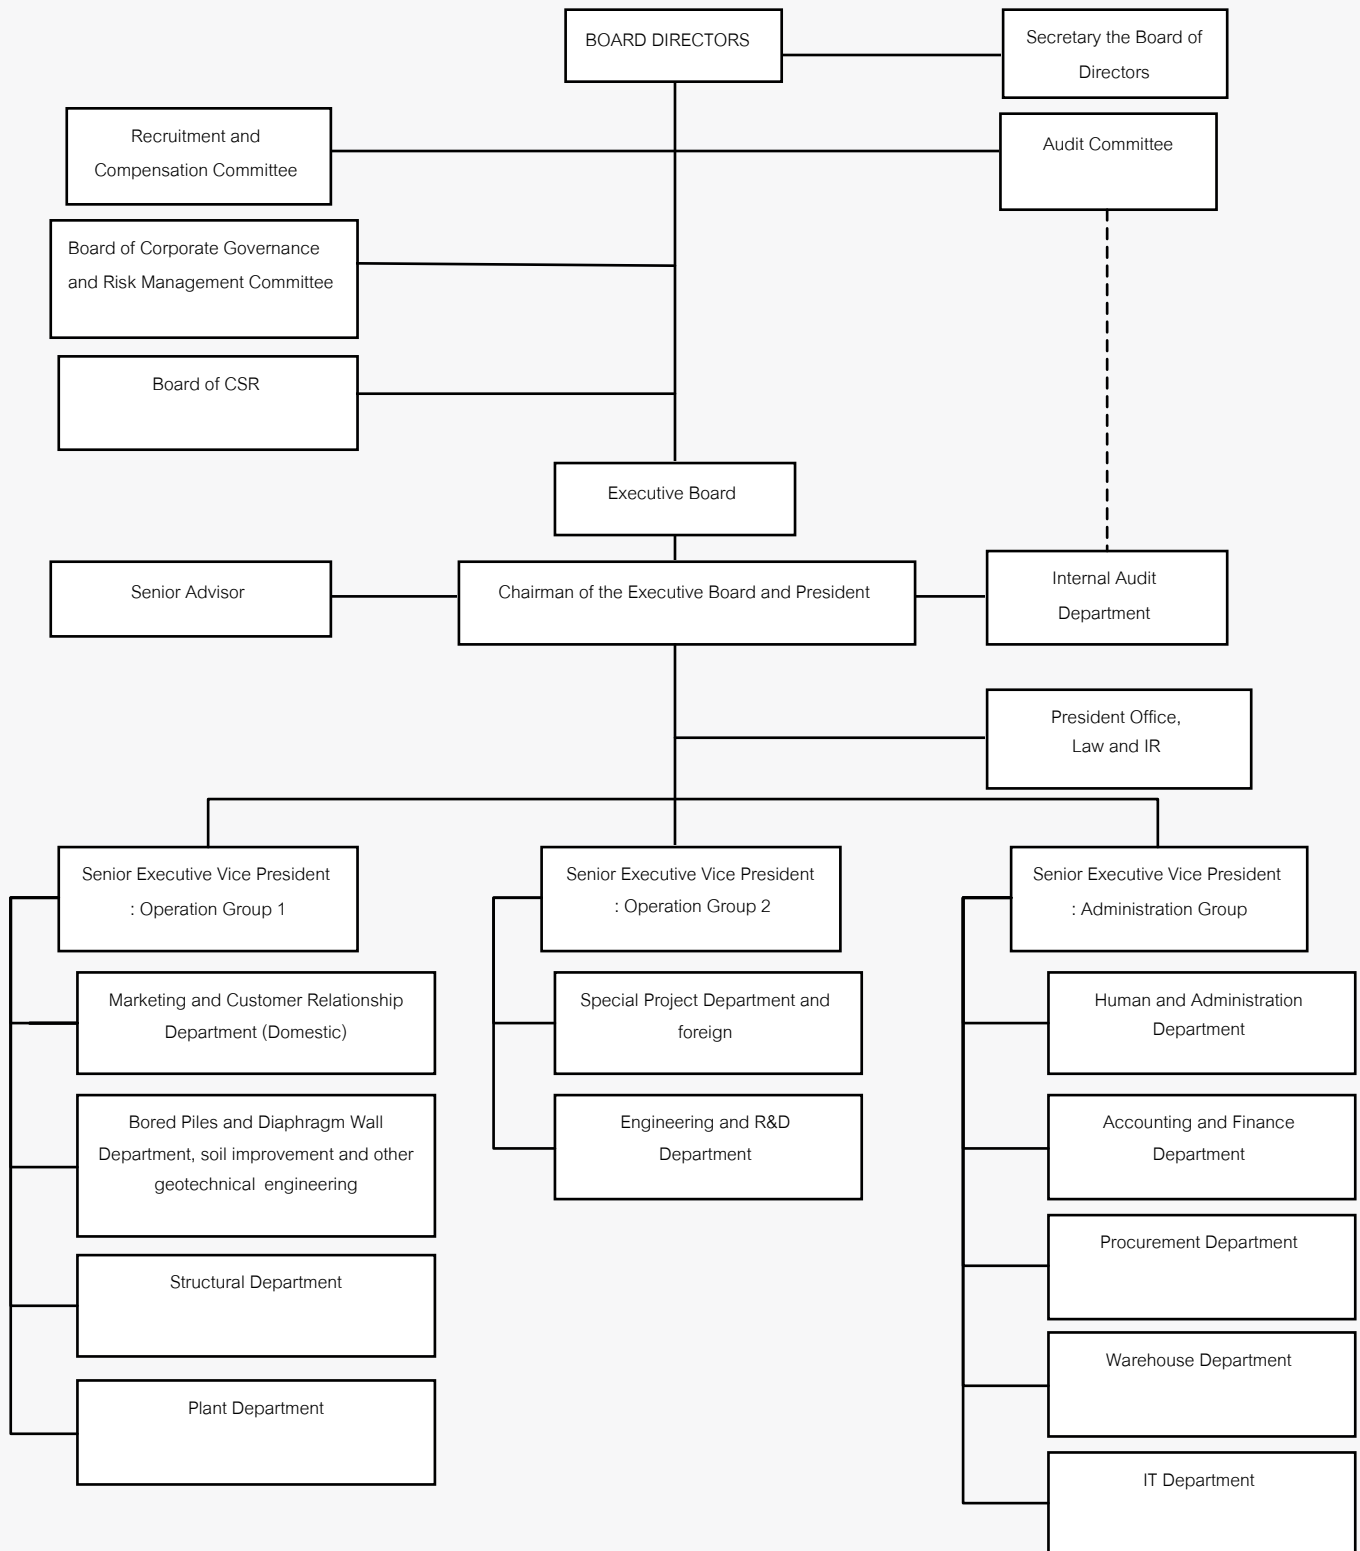 BOARD DIRECTORS
Secretary the Board of
Directors
Recruitment and
Compensation Committee
Audit Committee
Board of Corporate Governance
and Risk Management Committee
Board of CSR
Executive Board
Senior Advisor
Chairman of the Executive Board and President
Internal Audit
Department
President Office,
Law and IR
Senior Executive Vice President
: Operation Group 1
Senior Executive Vice President
: Operation Group 2
Senior Executive Vice President
: Administration Group
Marketing and Customer Relationship
Department (Domestic)
Special Project Department and
foreign
Human and Administration
Department
Bored Piles and Diaphragm Wall
Department, soil improvement and other
geotechnical engineering
Engineering and R&D
Department
Accounting and Finance
Department
Structural Department
Procurement Department
Plant Department
Warehouse Department
IT Department